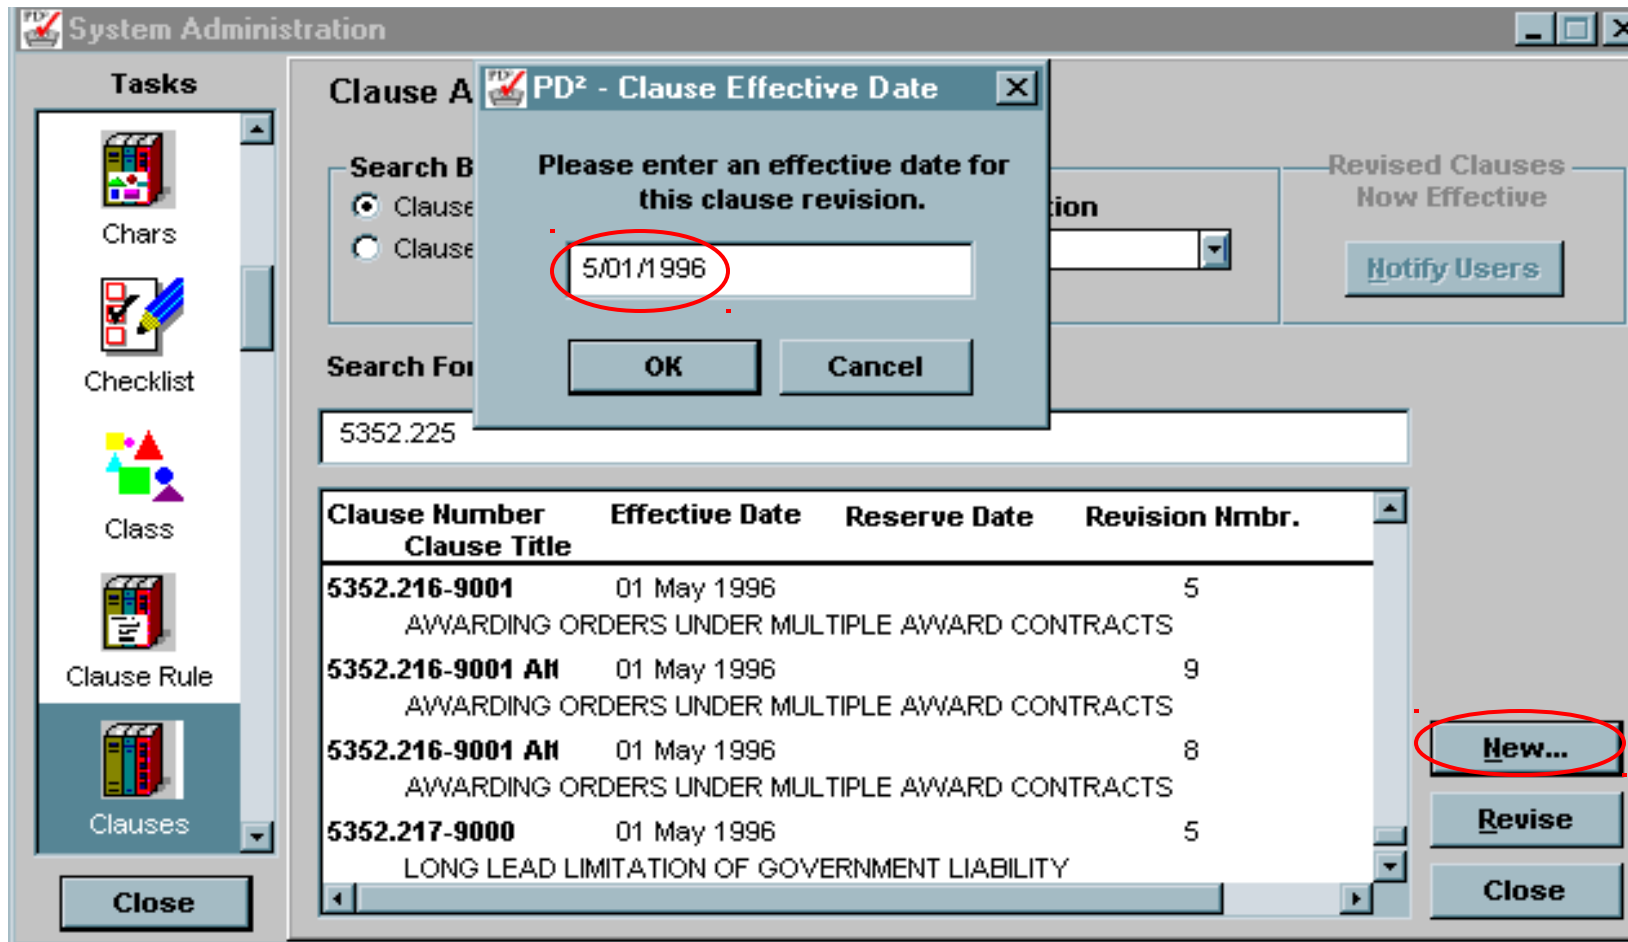 System Administration
Tasks
Chars
Checklist
Class
Clause Rule
Clauses
Close
Clause A
PD² - Clause Effective Date
Please enter an effective date for
this clause revision.
5/01/1996
OK
Cancel
Search B
Clause
Clause
tion
Revised Clauses
Now Effective
Notify Users
Search For
5352.225
Clause Number Effective Date Reserve Date Revision Nmbr.
Clause Title
5352.216-9001 01 May 1996 5
AWARDING ORDERS UNDER MULTIPLE AWARD CONTRACTS
5352.216-9001 01 May 1996 9
AWARDING ORDERS UNDER MULTIPLE AWARD CONTRACTS
5352.216-9001 01 May 1996 8
AWARDING ORDERS UNDER MULTIPLE AWARD CONTRACTS
5352.217-9000 01 May 1996 5
LONG LEAD LIMITATION OF GOVERNMENT LIABILITY
New...
Revise
Close